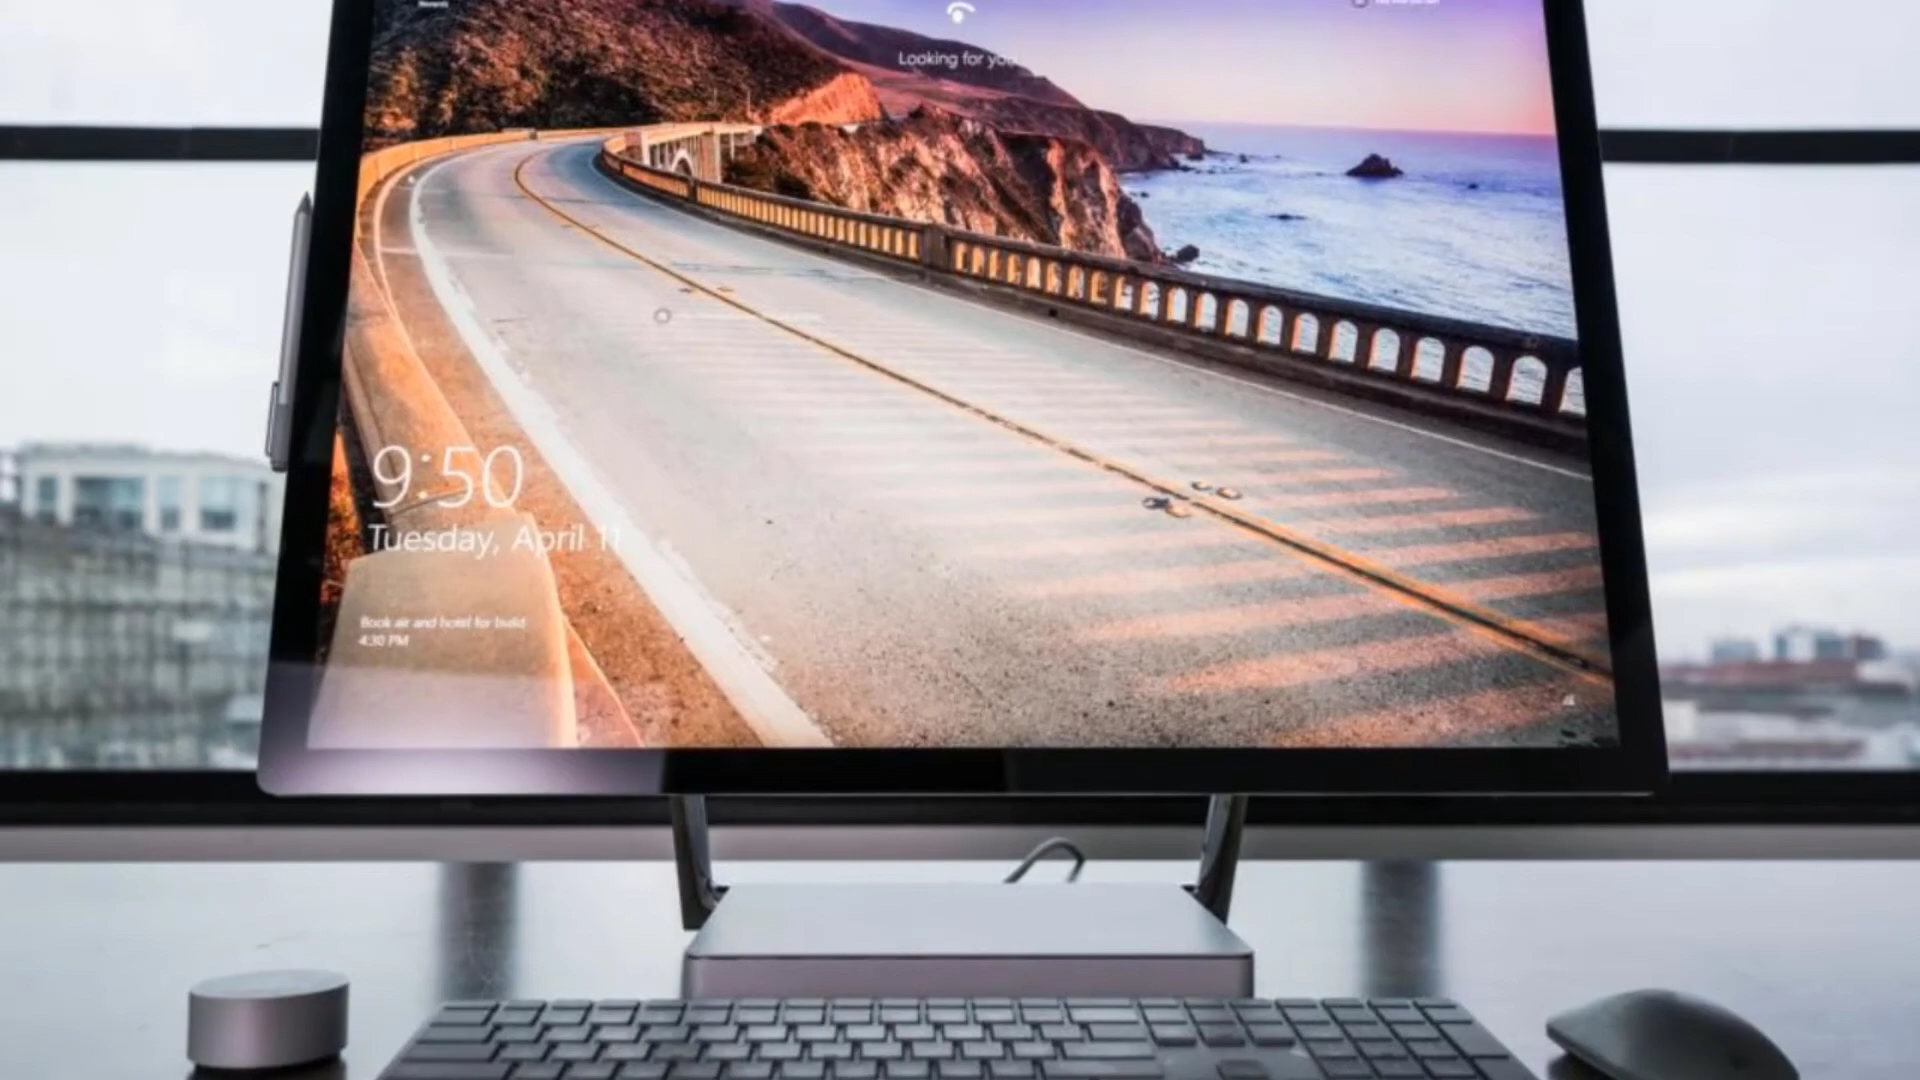 Looking for you
9:50
Tuesday, April 11
Book air and hotel for build
4:30 PM